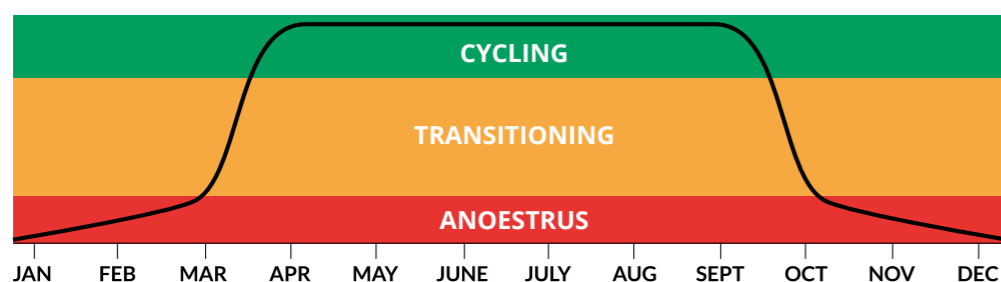 CYCLING
TRANSITIONING
ANOESTRUS
JAN FEB MAR APR MAY JUNE JULY AUG SEPT OCT NOV DEC